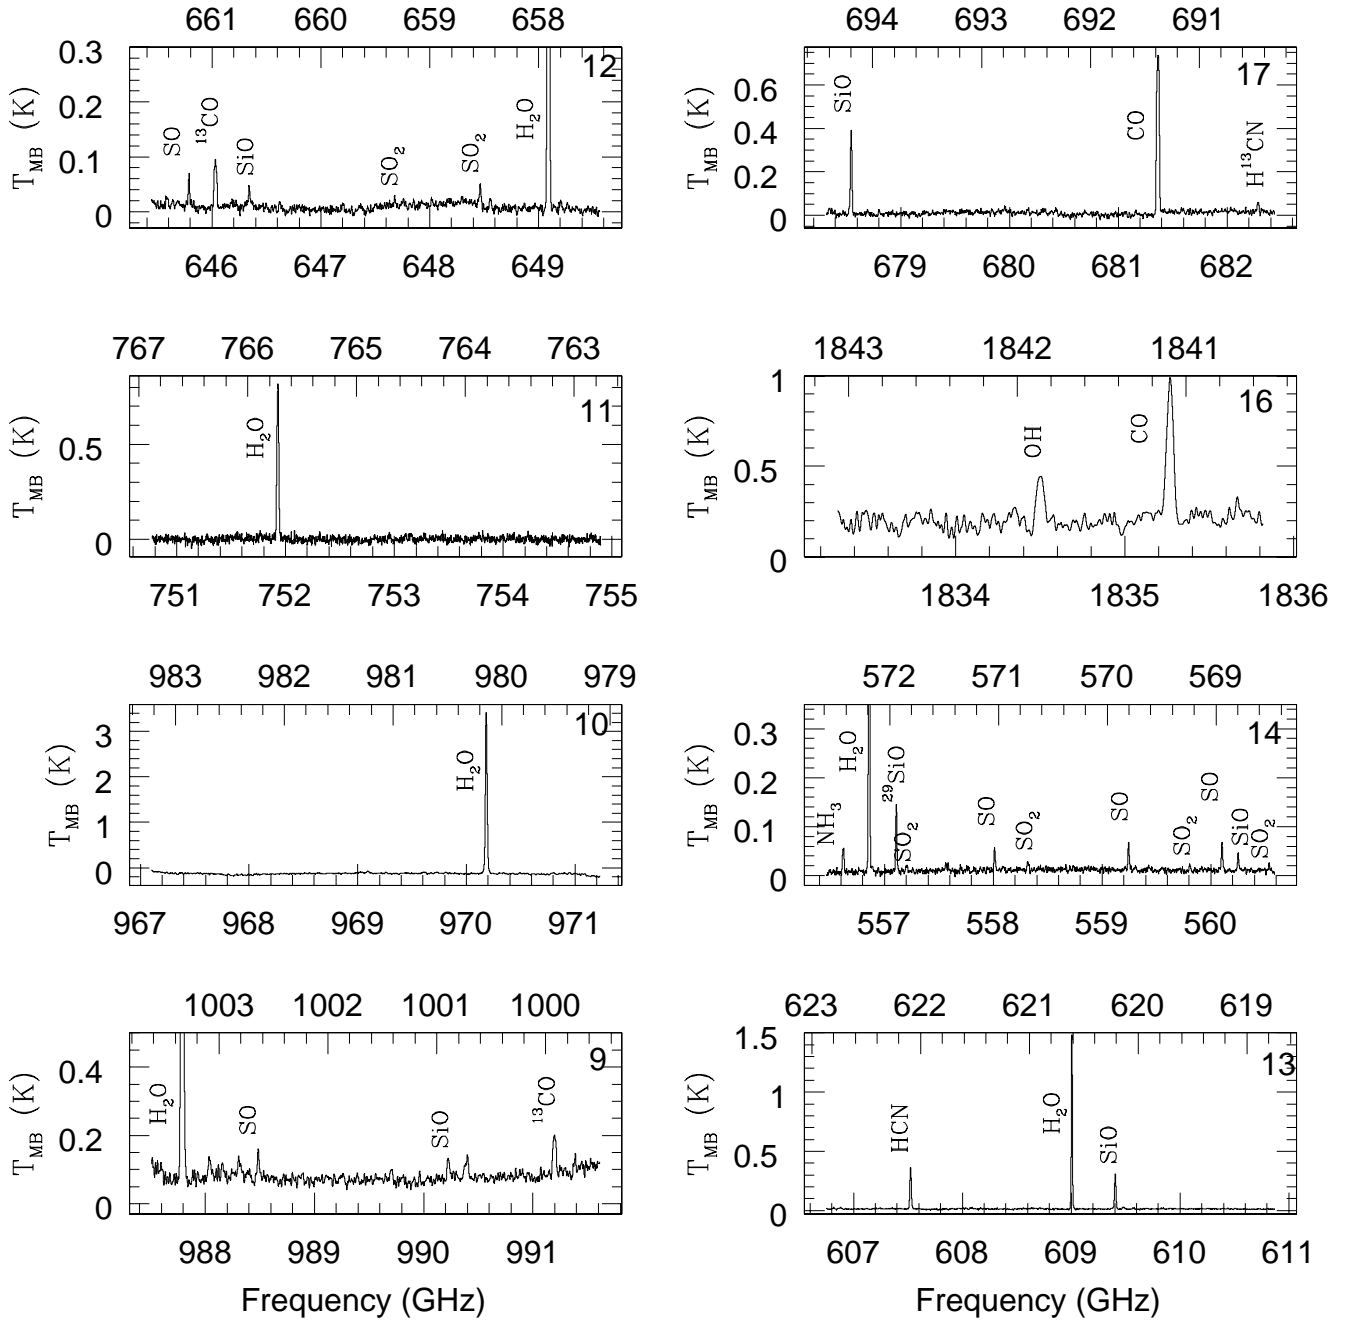 661 660 659 658
0.3
0.2
0.1
0
T_MB (K)
SO ¹³CO SiO SO₂ SO₂ H₂O
12
646 647 648 649
694 693 692 691
0.6
0.4
0.2
0
T_MB (K)
SiO CO H¹³CN
17
679 680 681 682
767 766 765 764 763
0.5
0
T_MB (K)
H₂O
11
751 752 753 754 755
1843 1842 1841
1
0.5
0
T_MB (K)
OH CO
16
1834 1835 1836
983 982 981 980 979
3
2
1
0
T_MB (K)
H₂O
10
967 968 969 970 971
572 571 570 569
0.3
0.2
0.1
0
T_MB (K)
NH₃ H₂O ²⁹SiO SO₂ SO SO₂ SO SO₂ SO SiO SO₂
14
557 558 559 560
1003 1002 1001 1000
0.4
0.2
0
T_MB (K)
H₂O SO SiO ¹³CO
9
988 989 990 991
Frequency (GHz)
623 622 621 620 619
1.5
1
0.5
0
T_MB (K)
HCN H₂O SiO
13
607 608 609 610 611
Frequency (GHz)